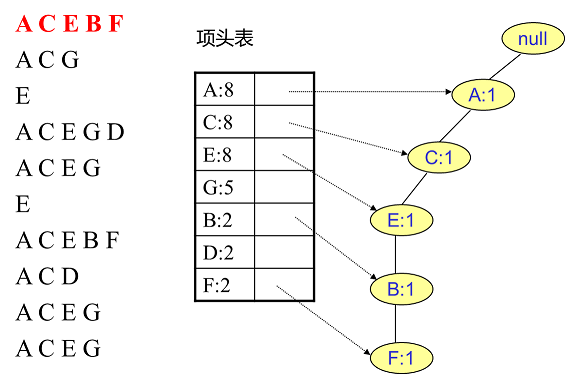 A C E B F
A C G
E
A C E G D
A C E G
E
A C E B F
A C D
A C E G
A C E G
项头表
A:8
C:8
E:8
G:5
B:2
D:2
F:2
null
A:1
C:1
E:1
B:1
F:1